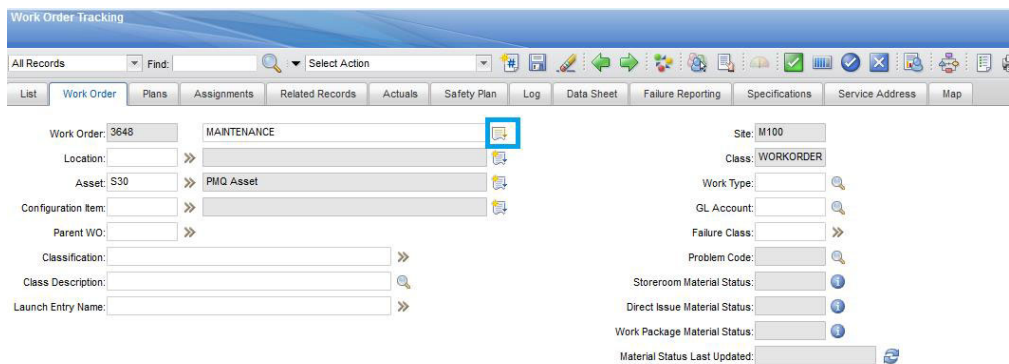 Work Order Tracking
All Records Find: Select Action
List Work Order Plans Assignments Related Records Actuals Safety Plan Log Data Sheet Failure Reporting Specifications Service Address Map
Work Order: 3648 MAINTENANCE Site: M100
Location: Class: WORKORDER
Asset: S30 PMQ Asset Work Type:
Configuration Item: GL Account:
Parent WO: Failure Class:
Classification: Problem Code:
Class Description: Storeroom Material Status:
Launch Entry Name: Direct Issue Material Status:
Work Package Material Status:
Material Status Last Updated: